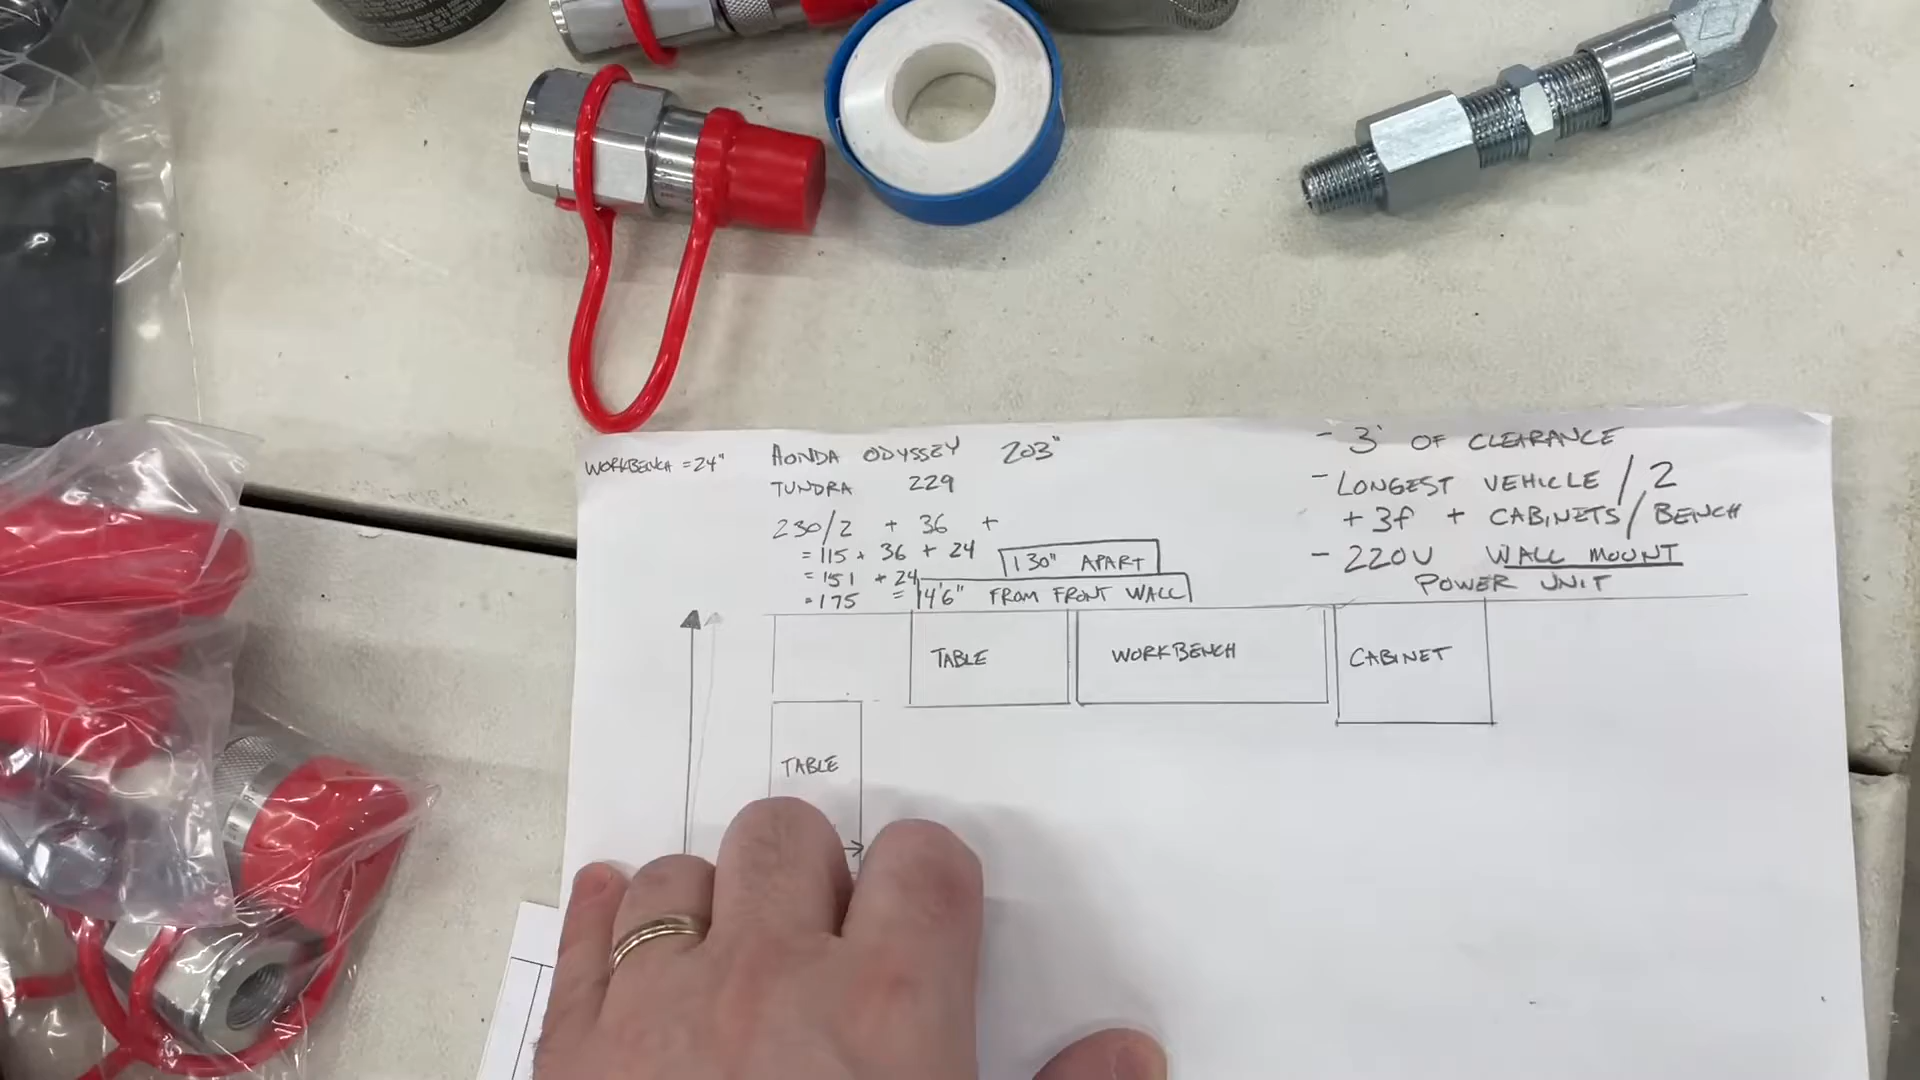 WORKBENCH = 24"
HONDA ODYSSEY 203"
TUNDRA 229
230/2 + 36 +
= 115 + 36 + 24
= 151 + 24
= 175 = 14'6" FROM FRONT WALL
130" APART
- 3' OF CLEARANCE
- LONGEST VEHICLE / 2
+ 3f + CABINETS / BENCH
- 220V WALL MOUNT
POWER UNIT
TABLE
WORKBENCH
CABINET
TABLE